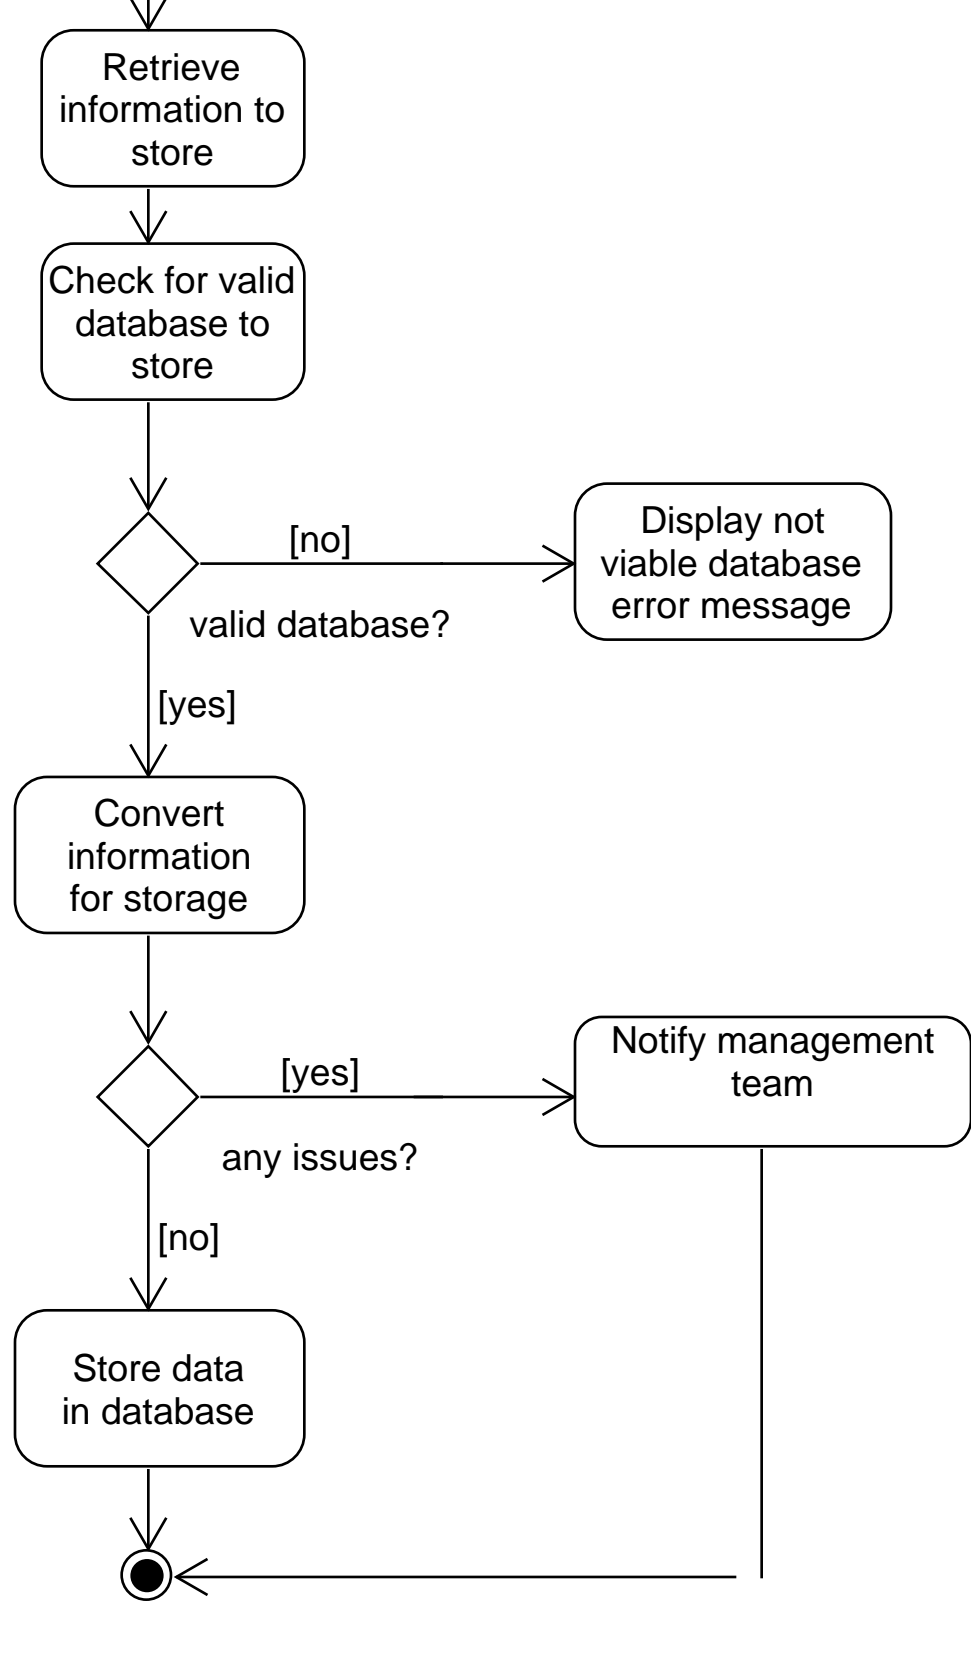 Retrieve
information to
store
Check for valid
database to
store
[no]
Display not
viable database
error message
valid database?
[yes]
Convert
information
for storage
[yes]
Notify management
team
any issues?
[no]
Store data
in database